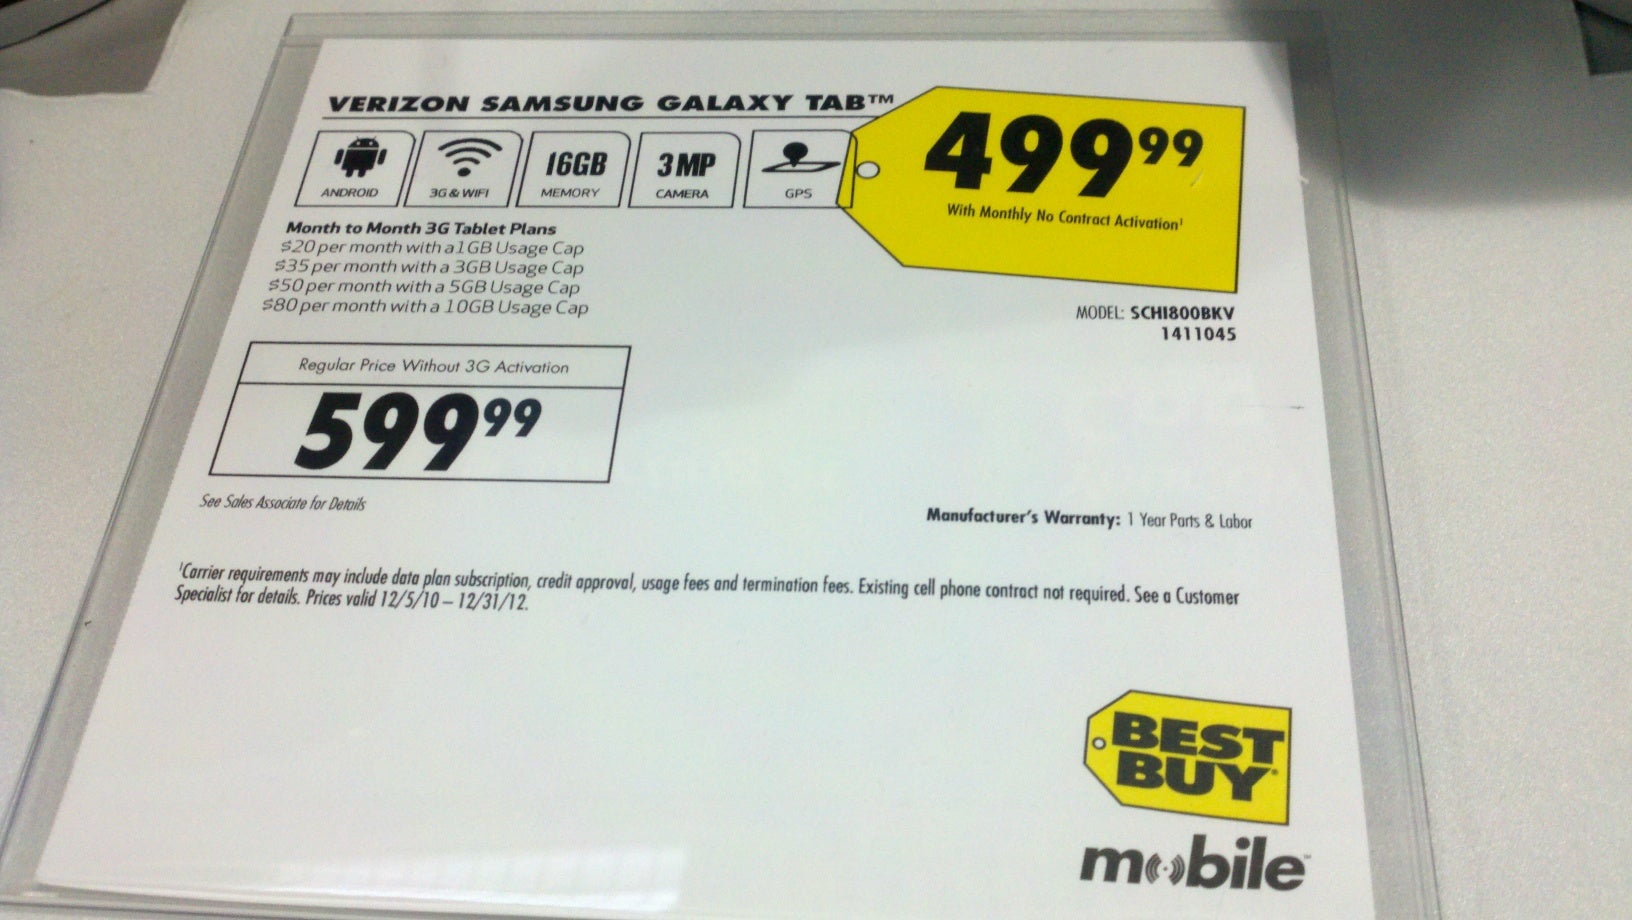 VERIZON SAMSUNG GALAXY TAB™
499⁹⁹
With Monthly No Contract Activation¹
ANDROID
3G & WIFI
16GB
MEMORY
3 MP
CAMERA
GPS
Month to Month 3G Tablet Plans
$20 per month with a 1GB Usage Cap
$35 per month with a 3GB Usage Cap
$50 per month with a 5GB Usage Cap
$80 per month with a 10GB Usage Cap
MODEL: SCHI800BKV
1411045
Regular Price Without 3G Activation
599⁹⁹
See Sales Associate for Details
Manufacturer's Warranty: 1 Year Parts & Labor
¹Carrier requirements may include data plan subscription, credit approval, usage fees and termination fees. Existing cell phone contract not required. See a Customer
Specialist for details. Prices valid 12/5/10 – 12/31/12.
BEST
BUY®
mobile™